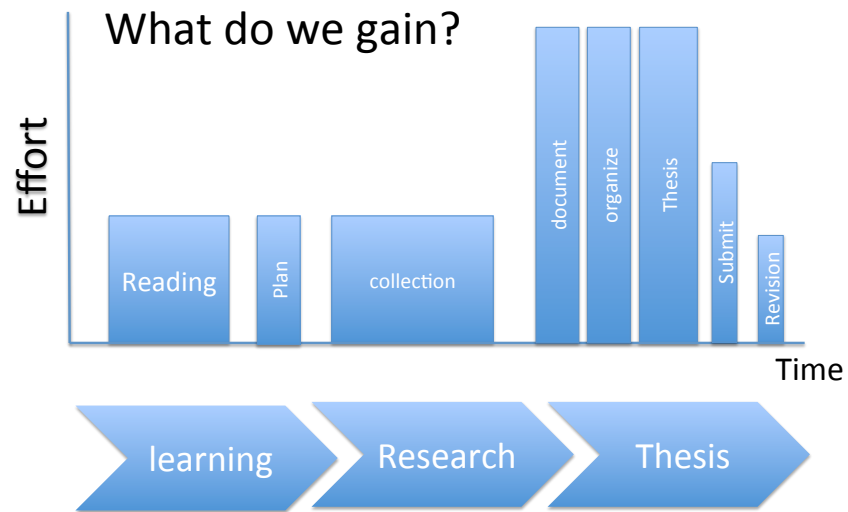 What do we gain?
Effort
Reading
Plan
collection
document
organize
Thesis
Submit
Revision
Time
learning
Research
Thesis